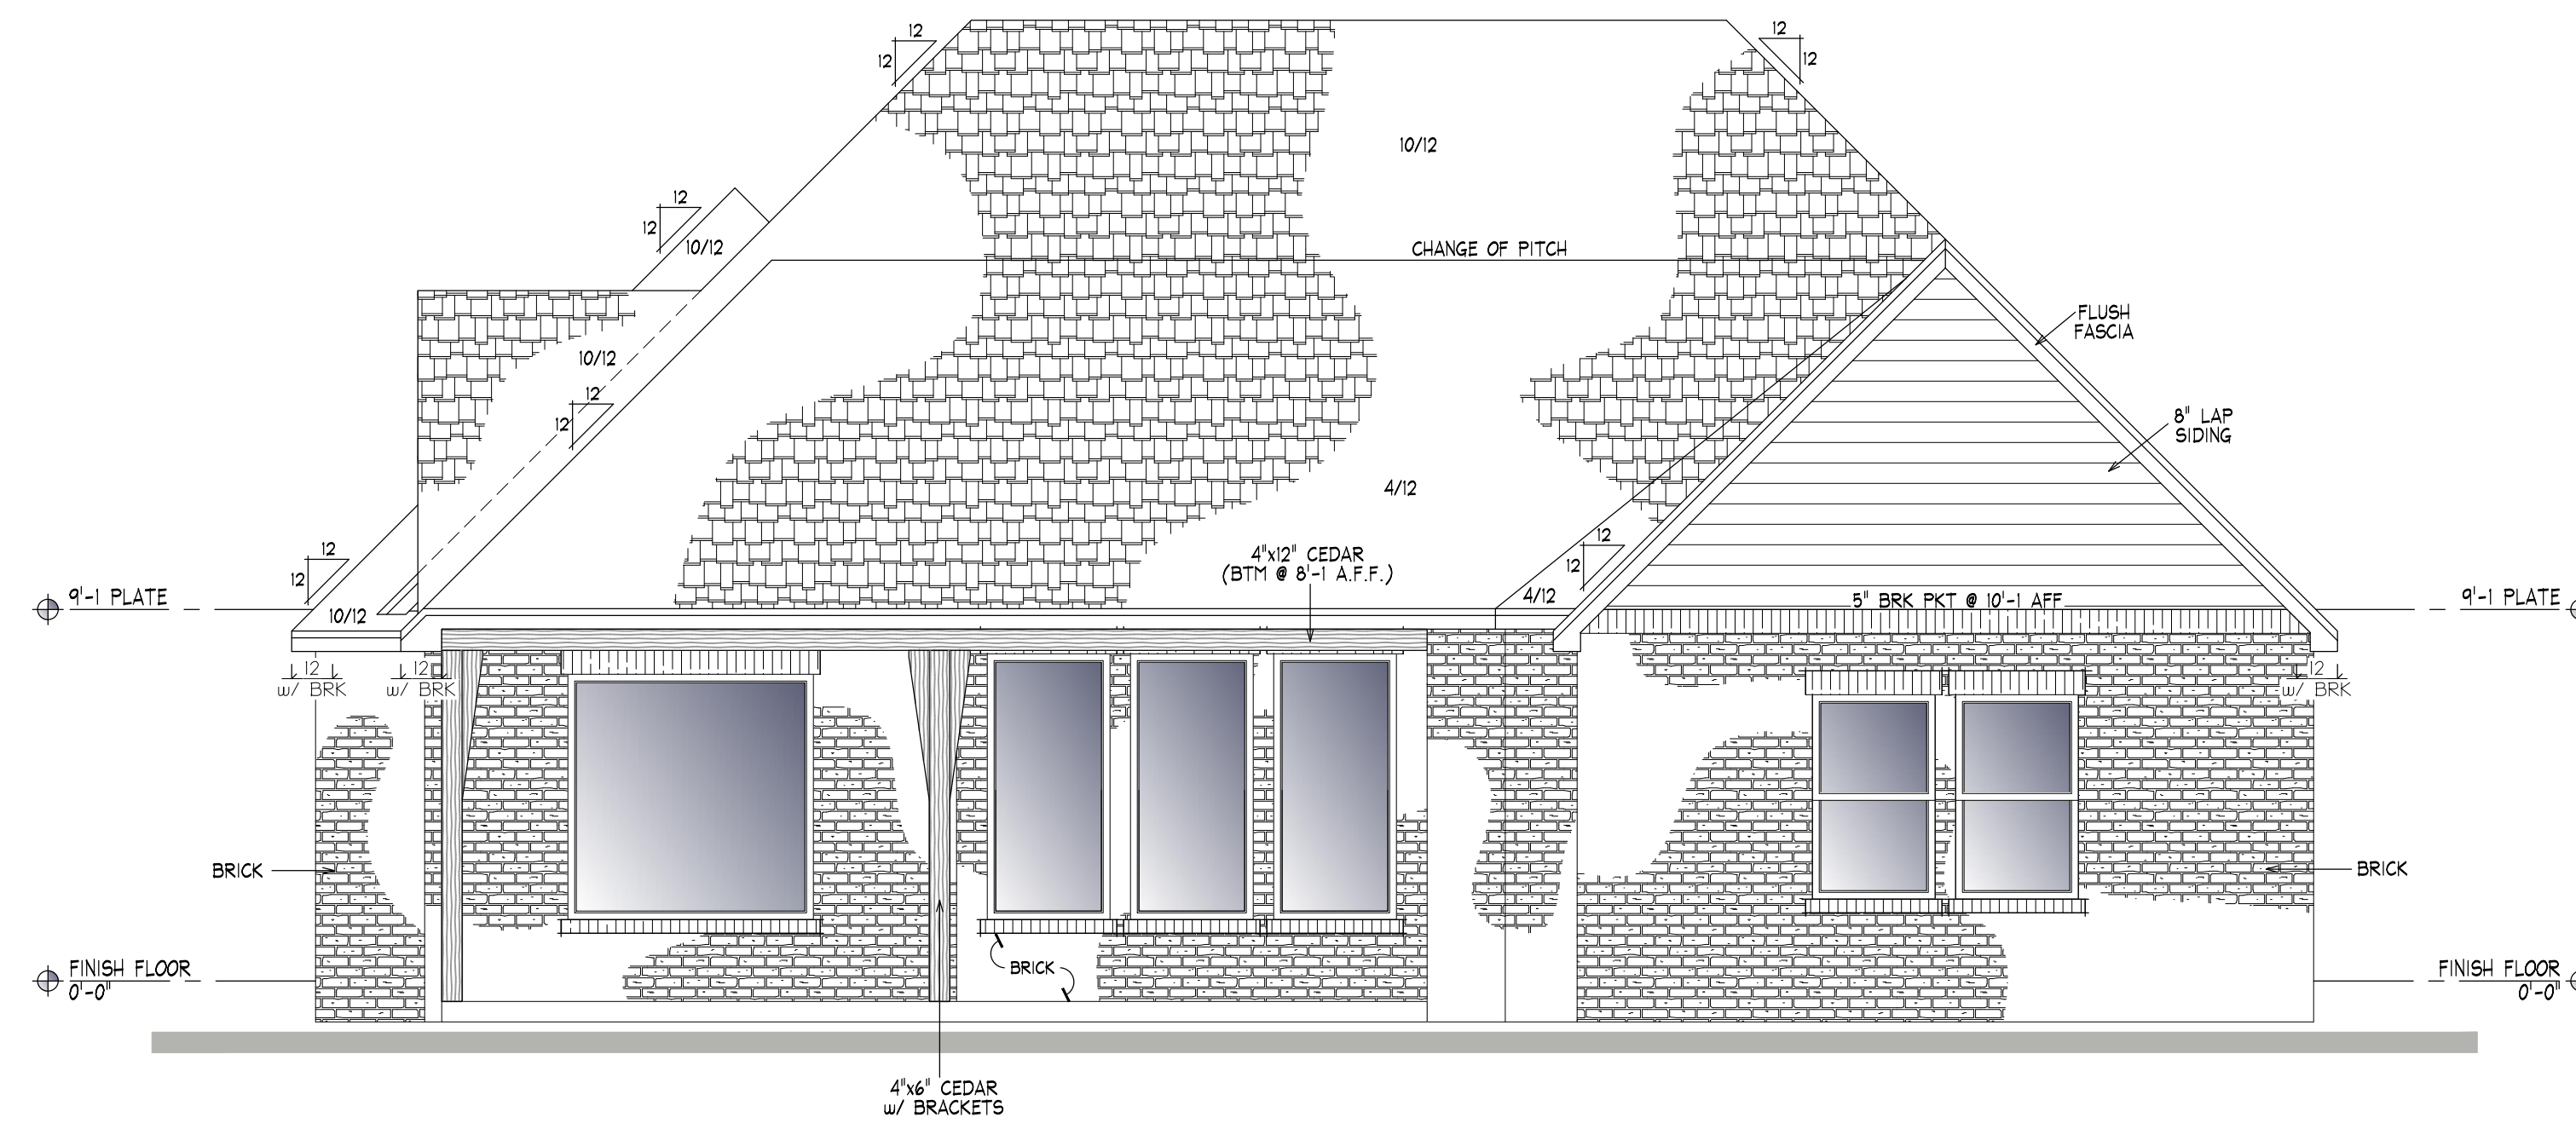 12
12
12
12
10/12
12
12
10/12
CHANGE OF PITCH
FLUSH
FASCIA
10/12
12
12
8" LAP
SIDING
4/12
12
12
4"x12" CEDAR
(BTM @ 8'-1 A.F.F.)
12
12
9'-1 PLATE
10/12
4/12
5" BRK PKT @ 10'-1 AFF
9'-1 PLATE
12
w/ BRK
12
w/ BRK
12
w/ BRK
BRICK
BRICK
FINISH FLOOR
0'-0"
BRICK
FINISH FLOOR
0'-0"
4"x6" CEDAR
w/ BRACKETS